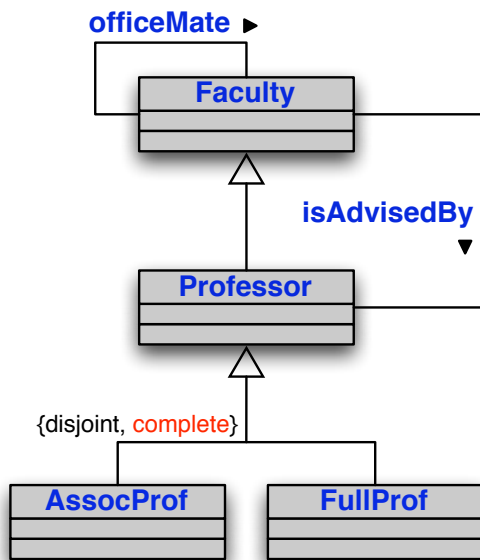 officeMate ▶
Faculty
isAdvisedBy
▼
Professor
{disjoint, complete}
AssocProf
FullProf